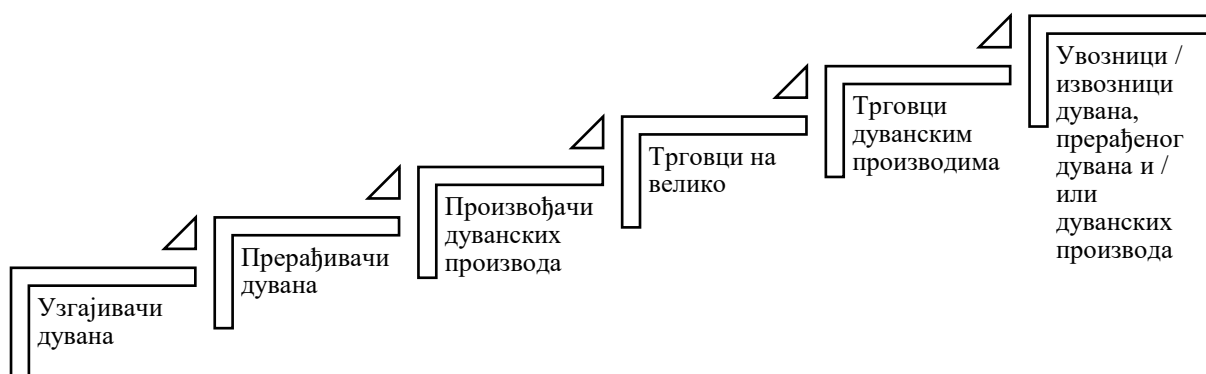 Узгајивачи
дувана
Прерађивачи
дувана
Произвођачи
дуванских
производа
Трговци на
велико
Трговци
дуванским
производима
Увозници /
извозници
дувана,
прерађеног
дувана и /
или
дуванских
производа